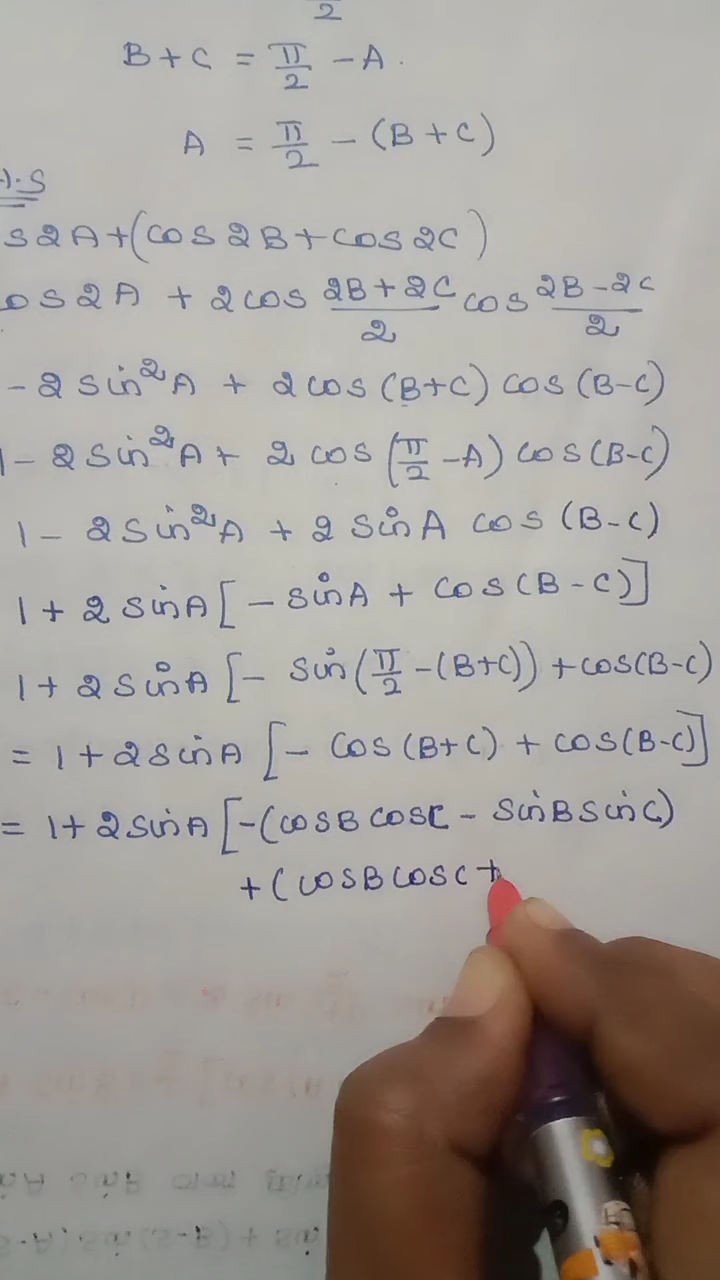 2
B + C = π/2 - A.
A = π/2 - (B + C)
.S
s2A + (cos 2B + cos 2C)
os 2A + 2 cos (2B + 2C)/2 cos (2B - 2C)/2
- 2 sin²A + 2 cos (B+C) cos (B-C)
1 - 2 sin²A + 2 cos (π/2 - A) cos (B-C)
1 - 2 sin²A + 2 sin A cos (B-C)
1 + 2 sin A [- sin A + cos (B-C)]
1 + 2 sin A [- sin (π/2 - (B+C)) + cos (B-C)
= 1 + 2 sin A [- cos (B+C) + cos (B-C)]
= 1 + 2 sin A [-(cos B cos C - sin B sin C)
+ (cos B cos C +